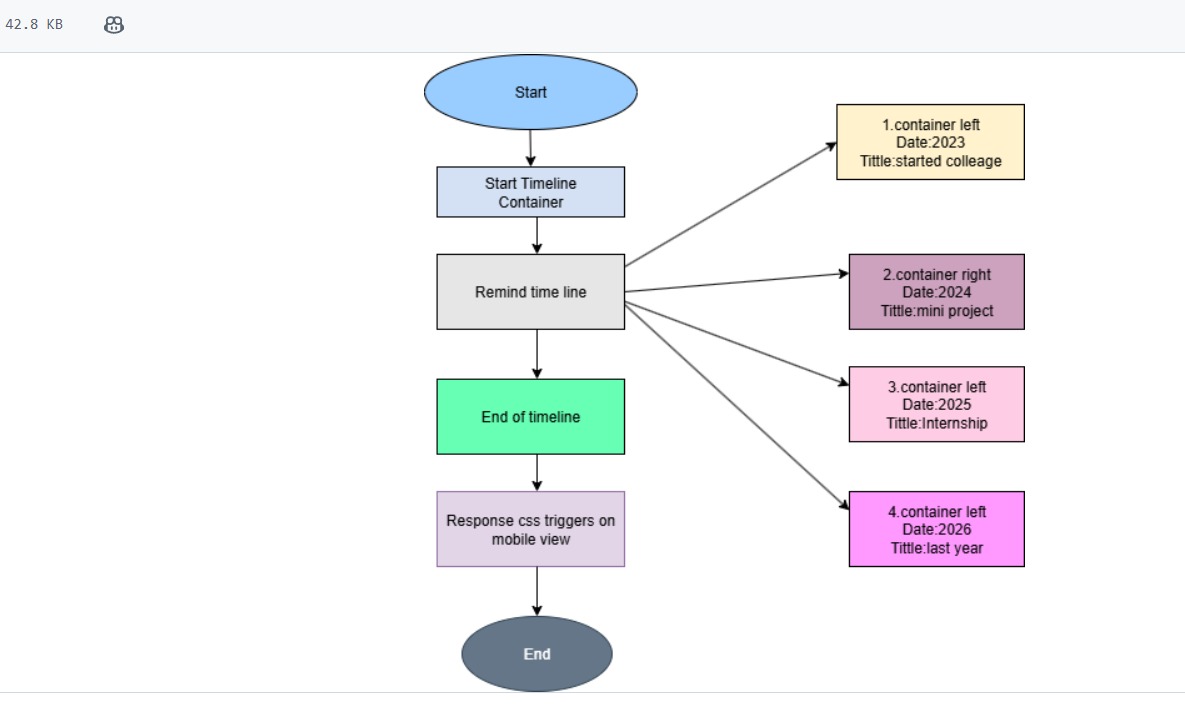 42.8 KB
Start
Start Timeline
Container
Remind time line
End of timeline
Response css triggers on
mobile view
End
1.container left
Date:2023
Tittle:started colleage
2.container right
Date:2024
Tittle:mini project
3.container left
Date:2025
Tittle:Internship
4.container left
Date:2026
Tittle:last year